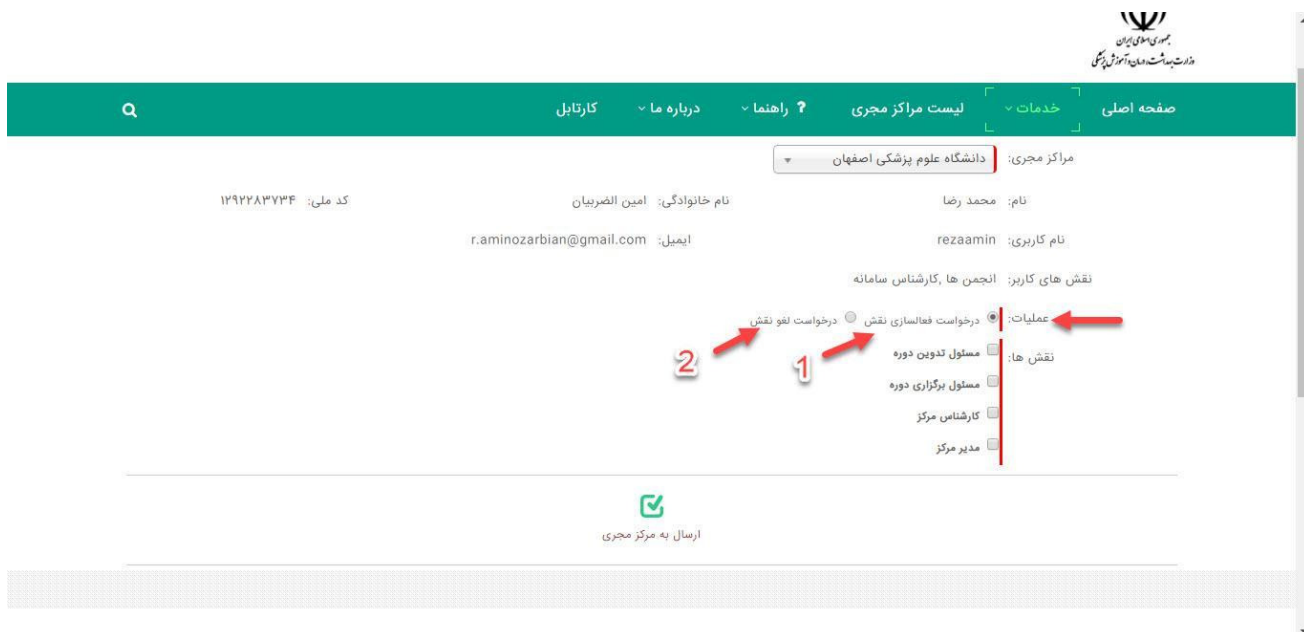 جمهوری اسلامی ایران
وزارت بهداشت، درمان و آموزش پزشکی
صفحه اصلی خدمات لیست مراکز مجری ? راهنما درباره ما کارتابل
مراکز مجری: دانشگاه علوم پزشکی اصفهان
نام: محمد رضا نام خانوادگی: امین الضربیان کد ملی: ۱۲۹۲۲۸۳۷۳۴
نام کاربری: rezaamin ایمیل: r.aminozarbian@gmail.com
نقش های کاربر: انجمن ها ,کارشناس سامانه
عملیات: درخواست فعالسازی نقش درخواست لغو نقش
1 2
نقش ها: مسئول تدوین دوره
مسئول برگزاری دوره
کارشناس مرکز
مدیر مرکز
ارسال به مرکز مجری